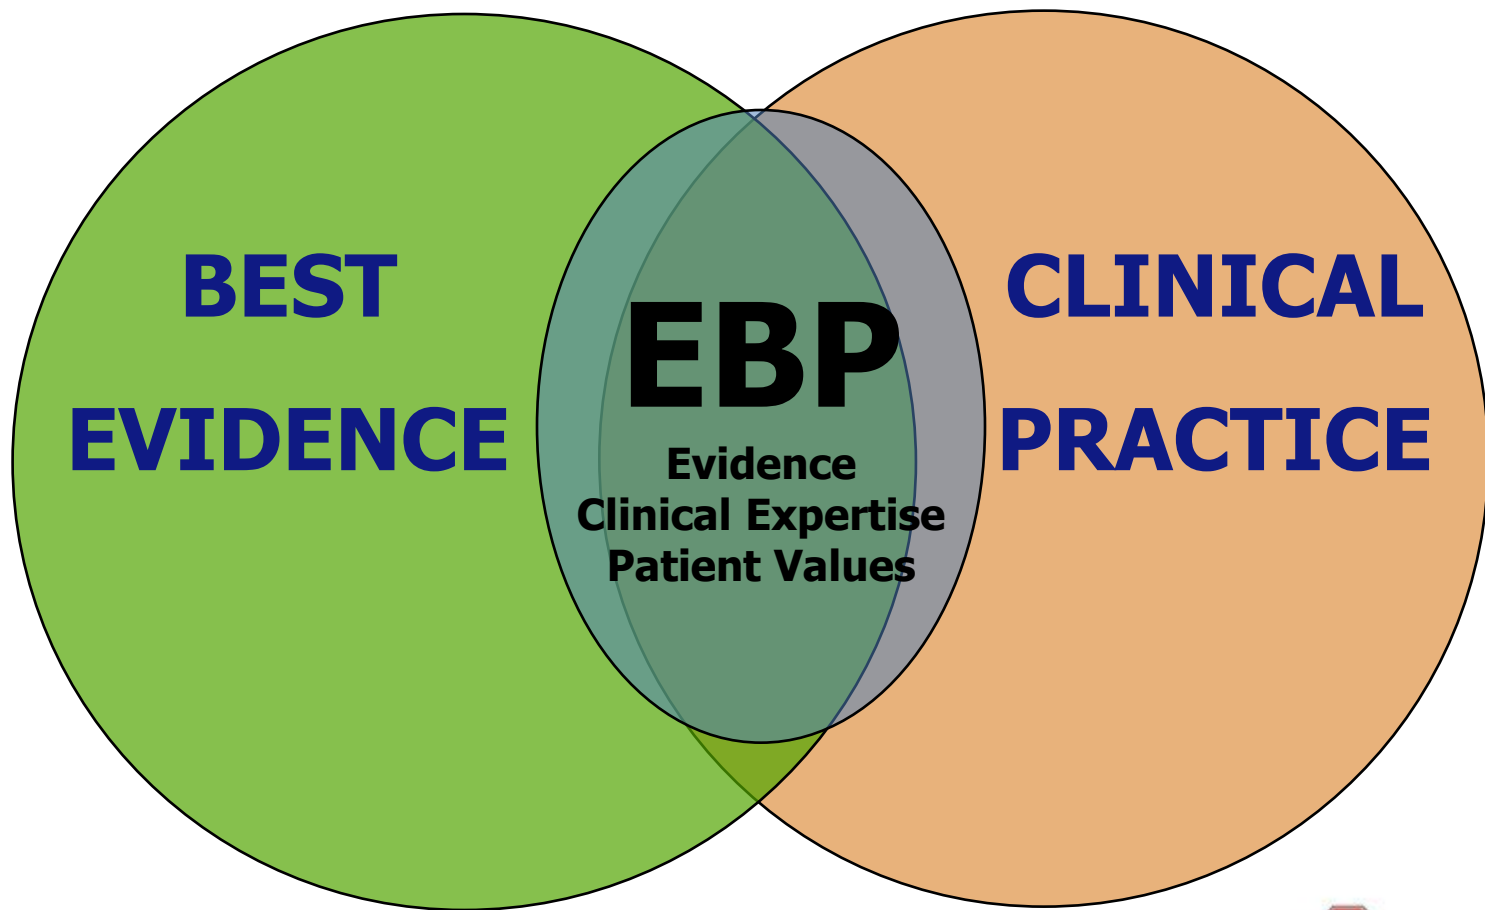 BEST
EVIDENCE
EBP
Evidence
Clinical Expertise
Patient Values
CLINICAL
PRACTICE